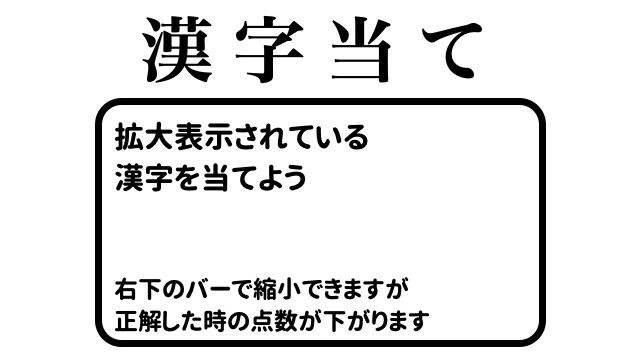 漢字当て
拡大表示されている
漢字を当てよう
右下のバーで縮小できますが
正解した時の点数が下がります